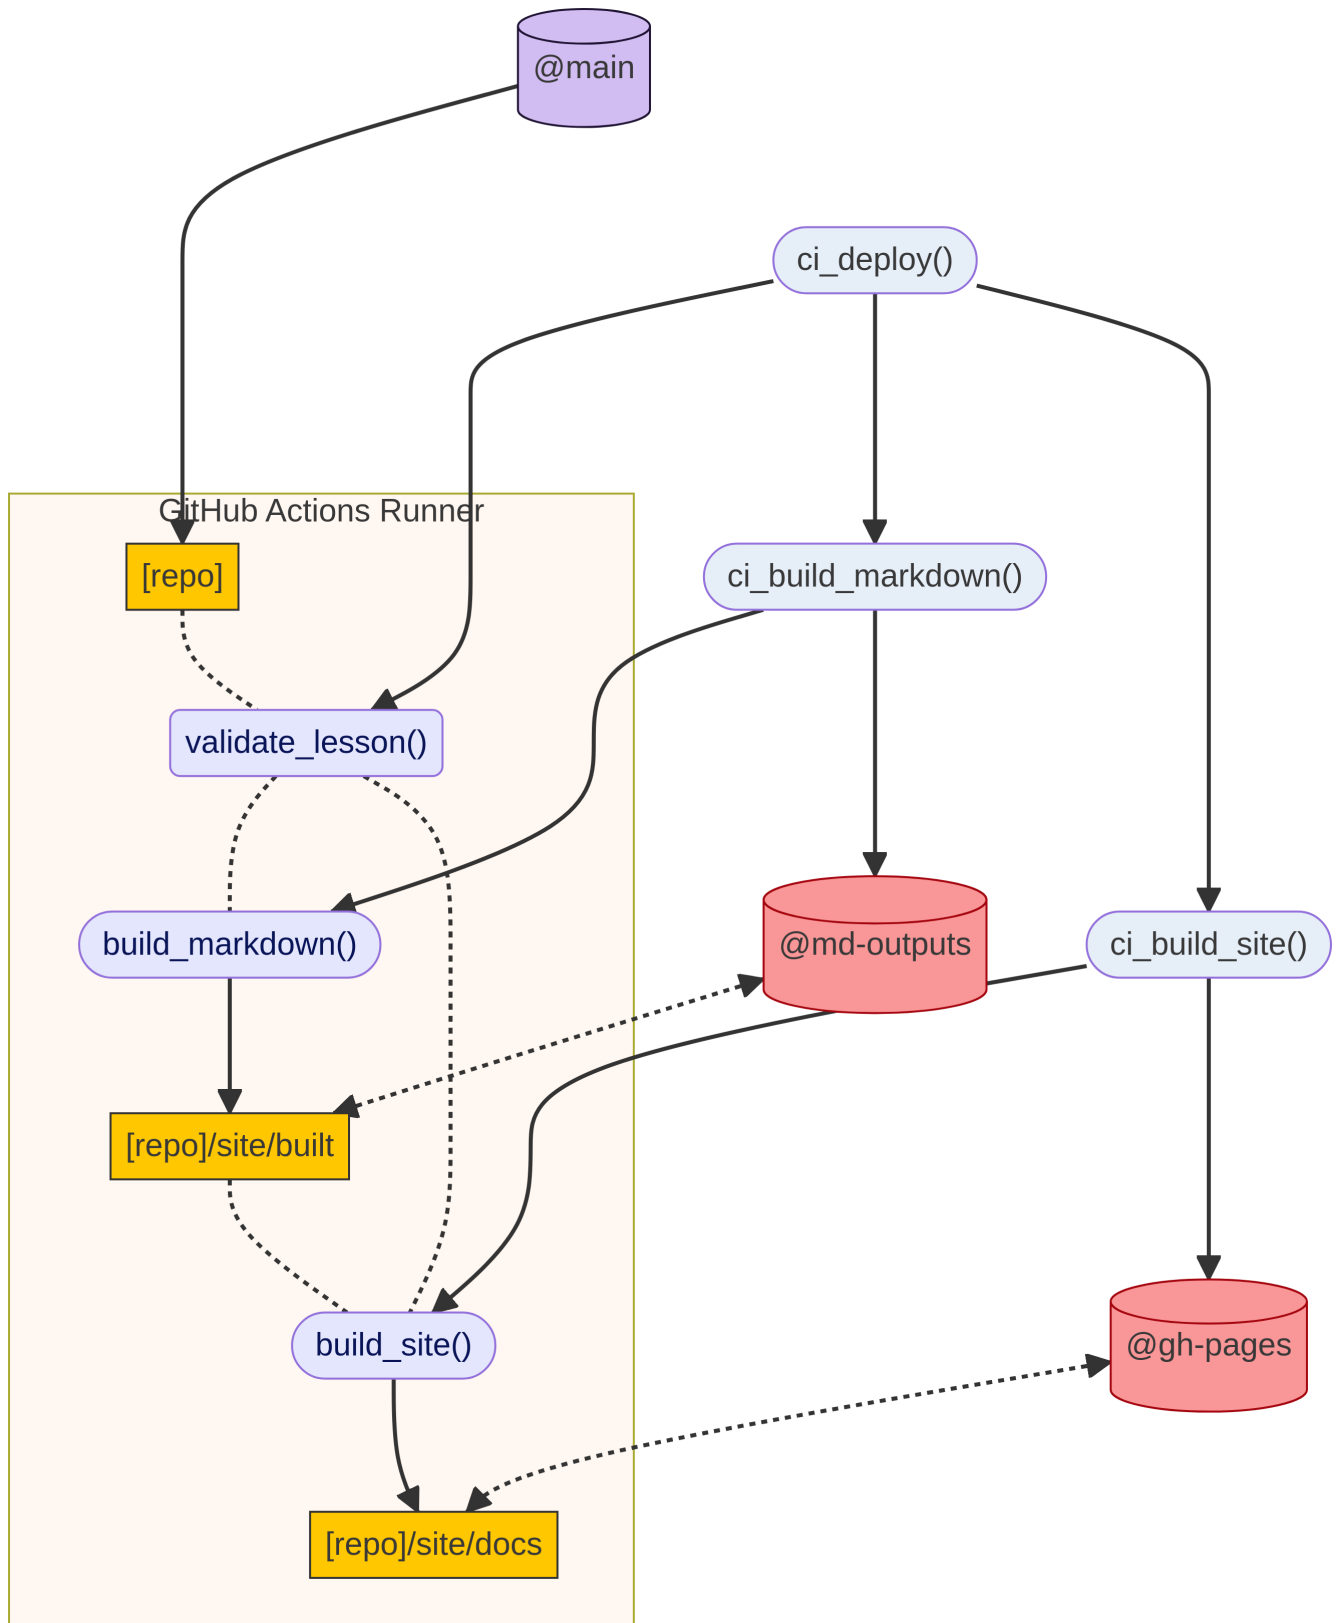 @main
ci_deploy()
GitHub Actions Runner
[repo]
ci_build_markdown()
validate_lesson()
build_markdown()
@md-outputs
ci_build_site()
[repo]/site/built
build_site()
@gh-pages
[repo]/site/docs